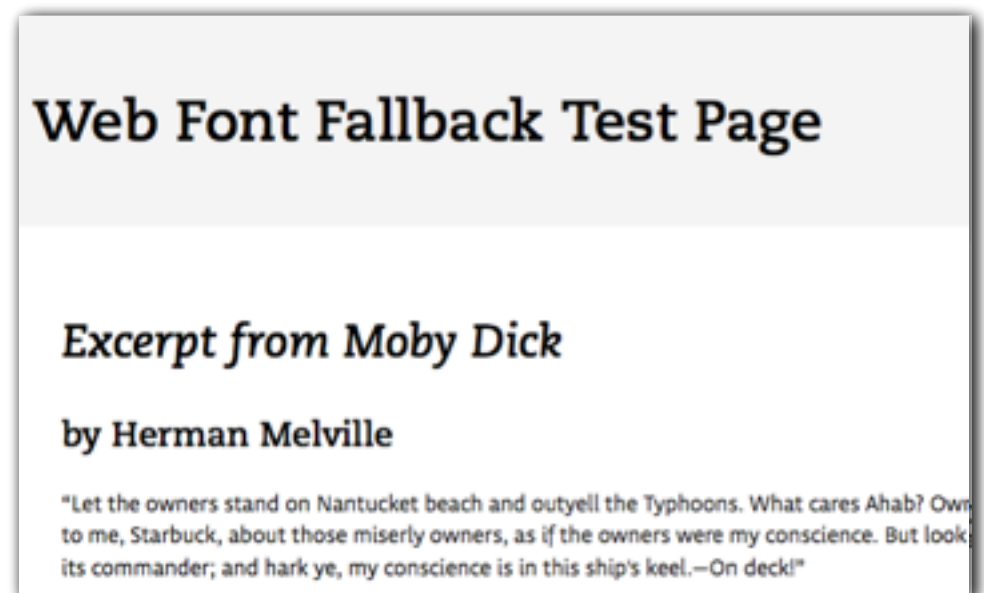 Web Font Fallback Test Page
Excerpt from Moby Dick
by Herman Melville
"Let the owners stand on Nantucket beach and outyell the Typhoons. What cares Ahab?
to me, Starbuck, about those miserly owners, as if the owners were my conscience. But look
its commander; and hark ye, my conscience is in this ship's keel.—On deck!"